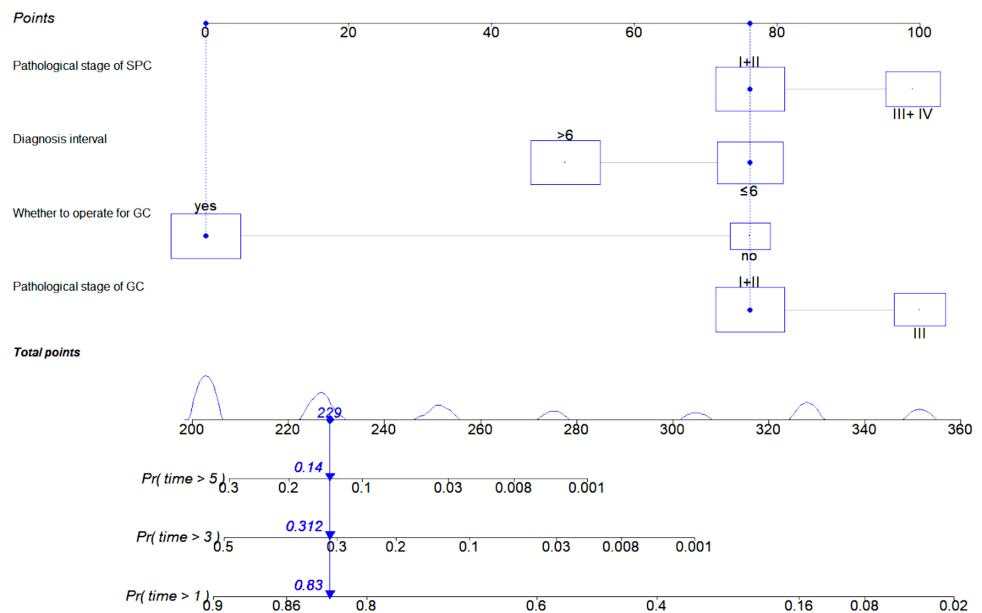 Points
0 20 40 60 80 100
Pathological stage of SPC
I+II
III+ IV
Diagnosis interval
>6
≤6
Whether to operate for GC
yes
no
Pathological stage of GC
I+II
III
Total points
229
200 220 240 260 280 300 320 340 360
0.14
Pr( time > 5 )
0.3 0.2 0.1 0.03 0.008 0.001
0.312
Pr( time > 3 )
0.5 0.3 0.2 0.1 0.03 0.008 0.001
0.83
Pr( time > 1 )
0.9 0.86 0.8 0.6 0.4 0.16 0.08 0.02